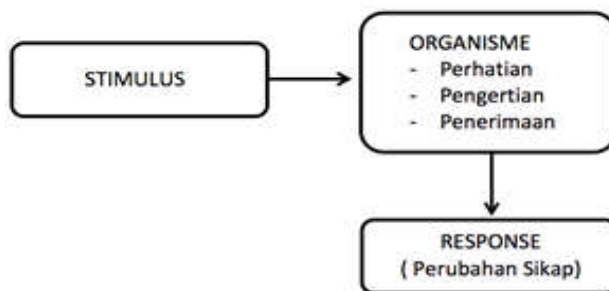 STIMULUS
ORGANISME
- Perhatian
- Pengertian
- Penerimaan
RESPONSE
( Perubahan Sikap)